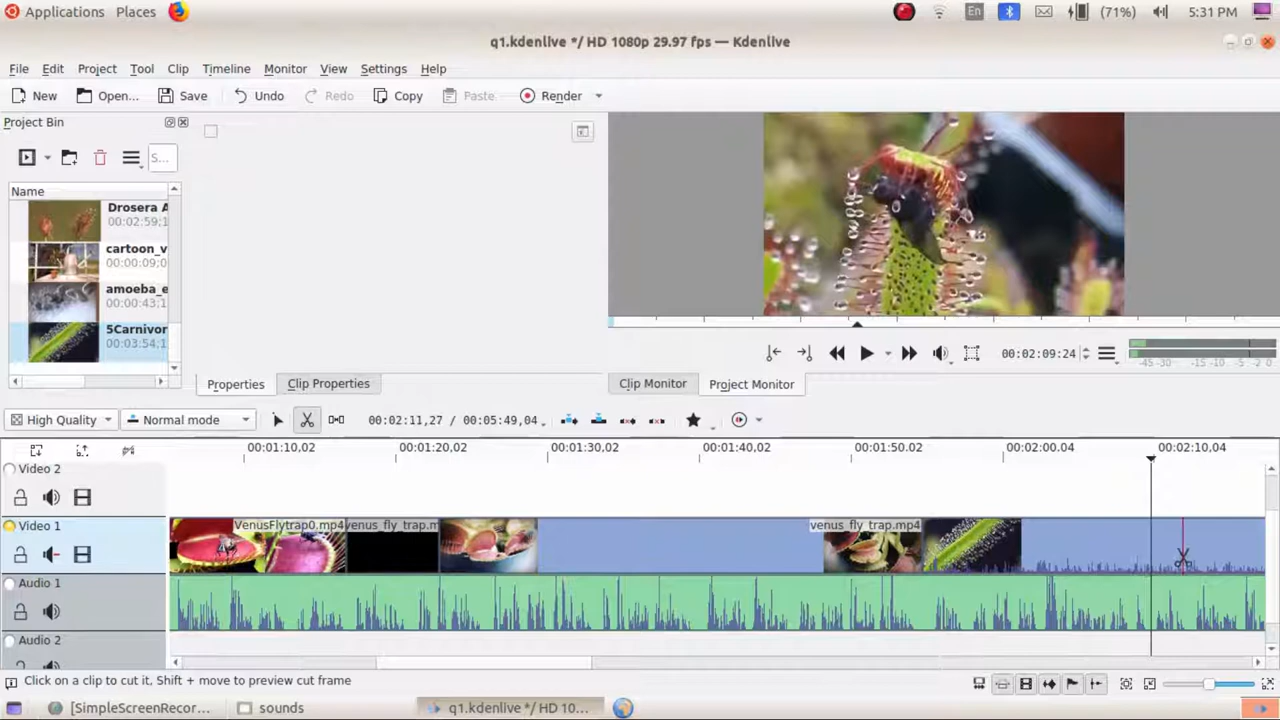 Applications Places En (71%) 5:31 PM
q1.kdenlive */ HD 1080p 29.97 fps — Kdenlive
File Edit Project Tool Clip Timeline Monitor View Settings Help
New Open... Save Undo Redo Copy Paste Render
Project Bin
S...
Name
Drosera A
00:02:59;1
cartoon_v
00:00:09;0
amoeba_e
00:00:43;1
5Carnivor
00:03:54;1
00:02:09:24
-45 -30 -15 -10 -5 -2 0
Properties Clip Properties Clip Monitor Project Monitor
High Quality Normal mode 00:02:11,27 / 00:05:49,04
00:01:10,02 00:01:20,02 00:01:30,02 00:01:40,02 00:01:50.02 00:02:00.04 00:02:10,04
Video 2
Video 1
VenusFlytrap0.mp4 venus_fly_trap.m venus_fly_trap.mp4
Audio 1
Audio 2
Click on a clip to cut it, Shift + move to preview cut frame
[SimpleScreenRecor... sounds q1.kdenlive */ HD 10...